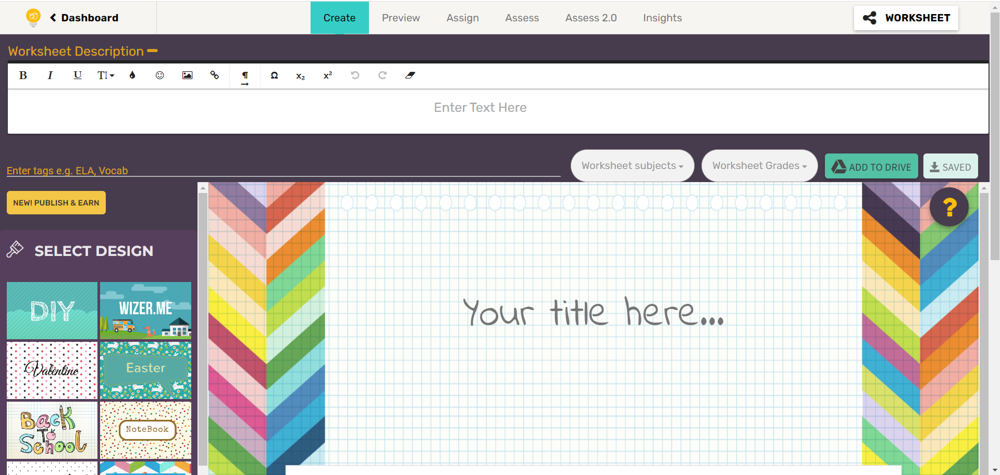 Dashboard
Create
Preview
Assign
Assess
Assess 2.0
Insights
WORKSHEET
Worksheet Description
B I U T Ω x₂ x²
Enter Text Here
Enter tags e.g. ELA, Vocab
Worksheet subjects
Worksheet Grades
ADD TO DRIVE
SAVED
NEW! PUBLISH & EARN
?
SELECT DESIGN
Your title here...
DIY
WIZER.ME
Valentine
Easter
Back
To
School
NoteBook